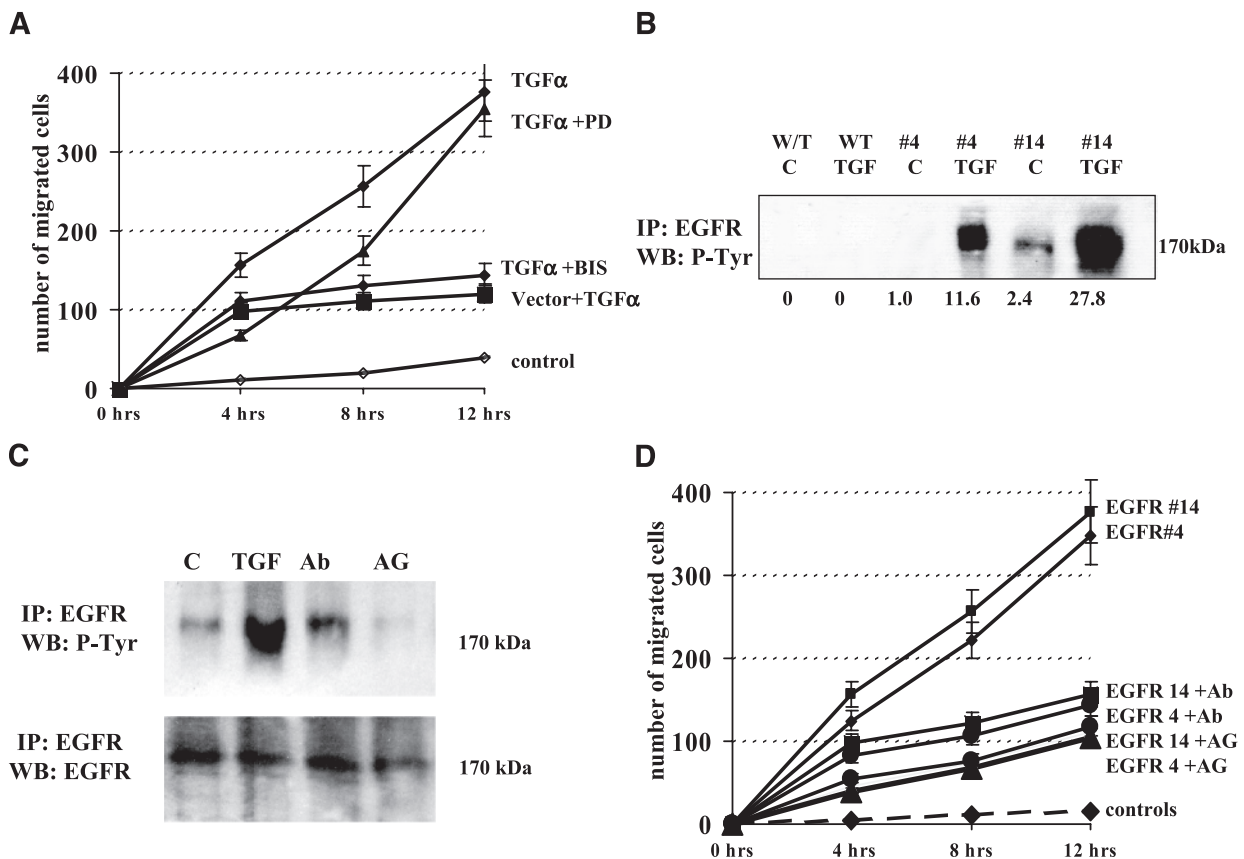 A
number of migrated cells
400
300
200
100
0
0 hrs
4 hrs
8 hrs
12 hrs
TGFα
TGFα +PD
TGFα +BIS
Vector+TGFα
control
B
W/T WT #4 #4 #14 #14
C TGF C TGF C TGF
IP: EGFR
WB: P-Tyr
170kDa
0 0 1.0 11.6 2.4 27.8
C
C TGF Ab AG
IP: EGFR
WB: P-Tyr
170 kDa
IP: EGFR
WB: EGFR
170 kDa
D
number of migrated cells
400
300
200
100
0
0 hrs
4 hrs
8 hrs
12 hrs
EGFR #14
EGFR#4
EGFR 14 +Ab
EGFR 4 +Ab
EGFR 14 +AG
EGFR 4 +AG
controls